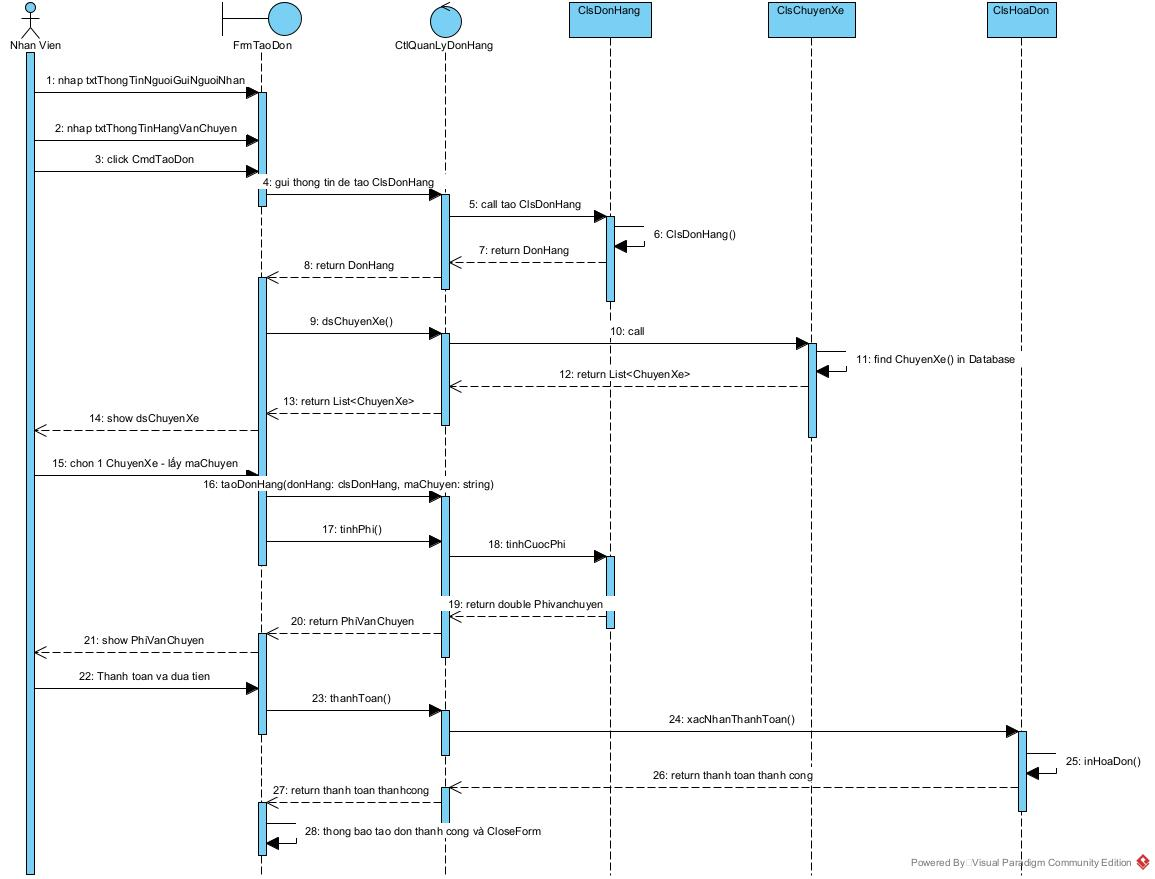 ClsDonHang
ClsChuyenXe
ClsHoaDon
Nhan Vien
FrmTaoDon
CtlQuanLyDonHang
1: nhap txtThongTinNguoiGuiNguoiNhan
2: nhap txtThongTinHangVanChuyen
3: click CmdTaoDon
4: gui thong tin de tao ClsDonHang
5: call tao ClsDonHang
6: ClsDonHang()
7: return DonHang
8: return DonHang
9: dsChuyenXe()
10: call
11: find ChuyenXe() in Database
12: return List<ChuyenXe>
13: return List<ChuyenXe>
14: show dsChuyenXe
15: chon 1 ChuyenXe - lấy maChuyen
16: taoDonHang(donHang: clsDonHang, maChuyen: string)
17: tinhPhi()
18: tinhCuocPhi
19: return double Phivanchuyen
20: return PhiVanChuyen
21: show PhiVanChuyen
22: Thanh toan va dua tien
23: thanhToan()
24: xacNhanThanhToan()
25: inHoaDon()
26: return thanh toan thanh cong
27: return thanh toan thanhcong
28: thong bao tao don thanh cong và CloseForm
Powered By Visual Paradigm Community Edition